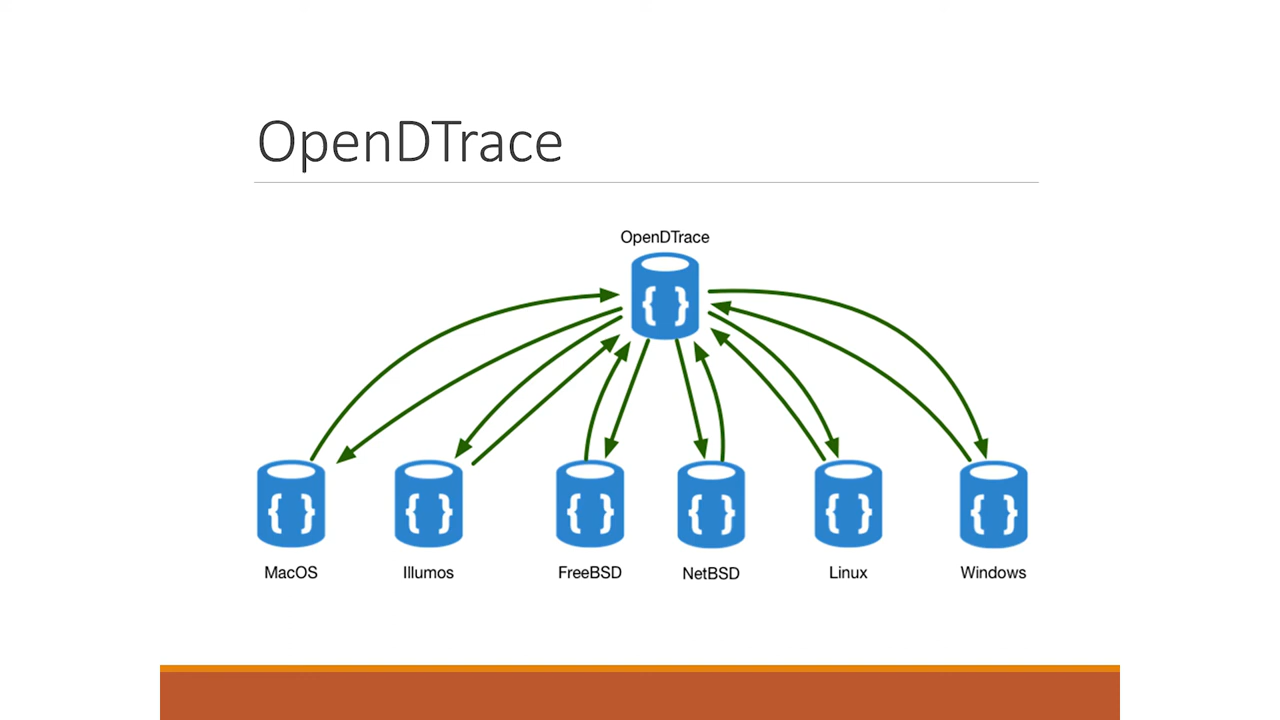 OpenDTrace
OpenDTrace
{ }
{ }
{ }
{ }
{ }
{ }
{ }
MacOS
Illumos
FreeBSD
NetBSD
Linux
Windows